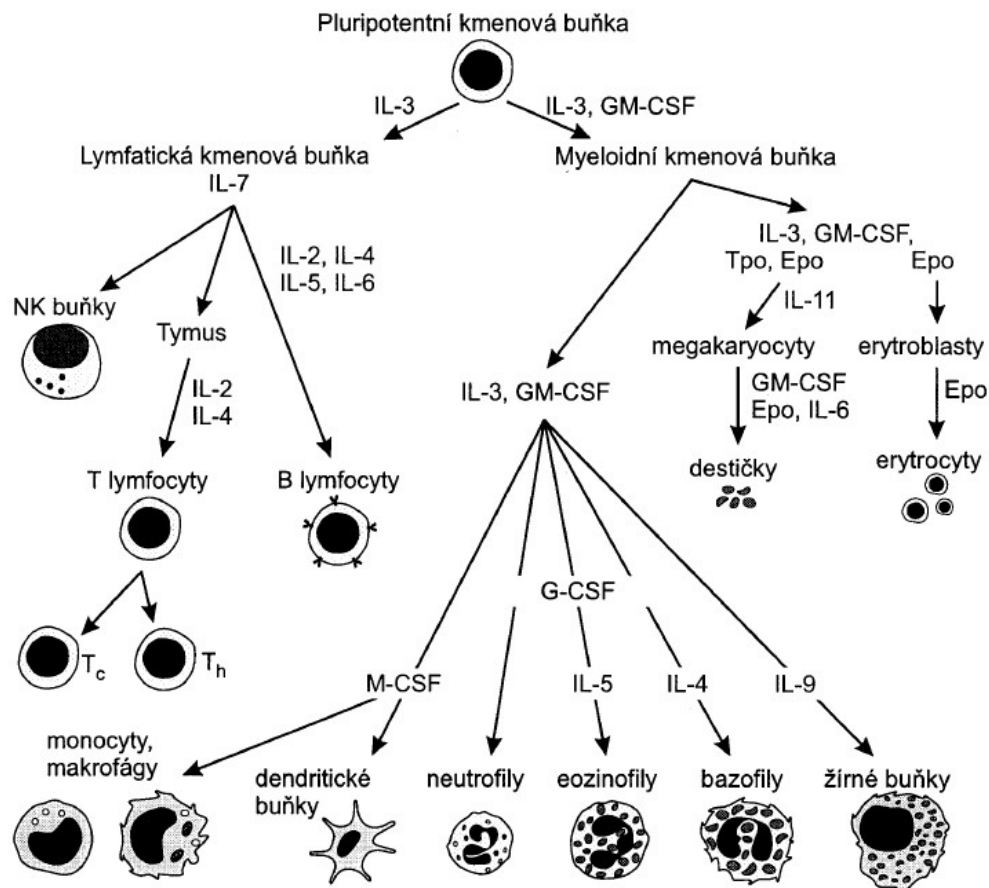 Pluripotentní kmenová buňka
IL-3
IL-3, GM-CSF
Lymfatická kmenová buňka
IL-7
Myeloidní kmenová buňka
IL-2, IL-4
IL-5, IL-6
NK buňky
Tymus
IL-2
IL-4
T lymfocyty
B lymfocyty
Tc
Th
IL-3, GM-CSF,
Tpo, Epo
Epo
IL-11
megakaryocyty
erytroblasty
GM-CSF
Epo, IL-6
Epo
destičky
erytrocyty
IL-3, GM-CSF
G-CSF
M-CSF
IL-5
IL-4
IL-9
monocyty,
makrofágy
dendritické
buňky
neutrofily
eozinofily
bazofily
žírné buňky